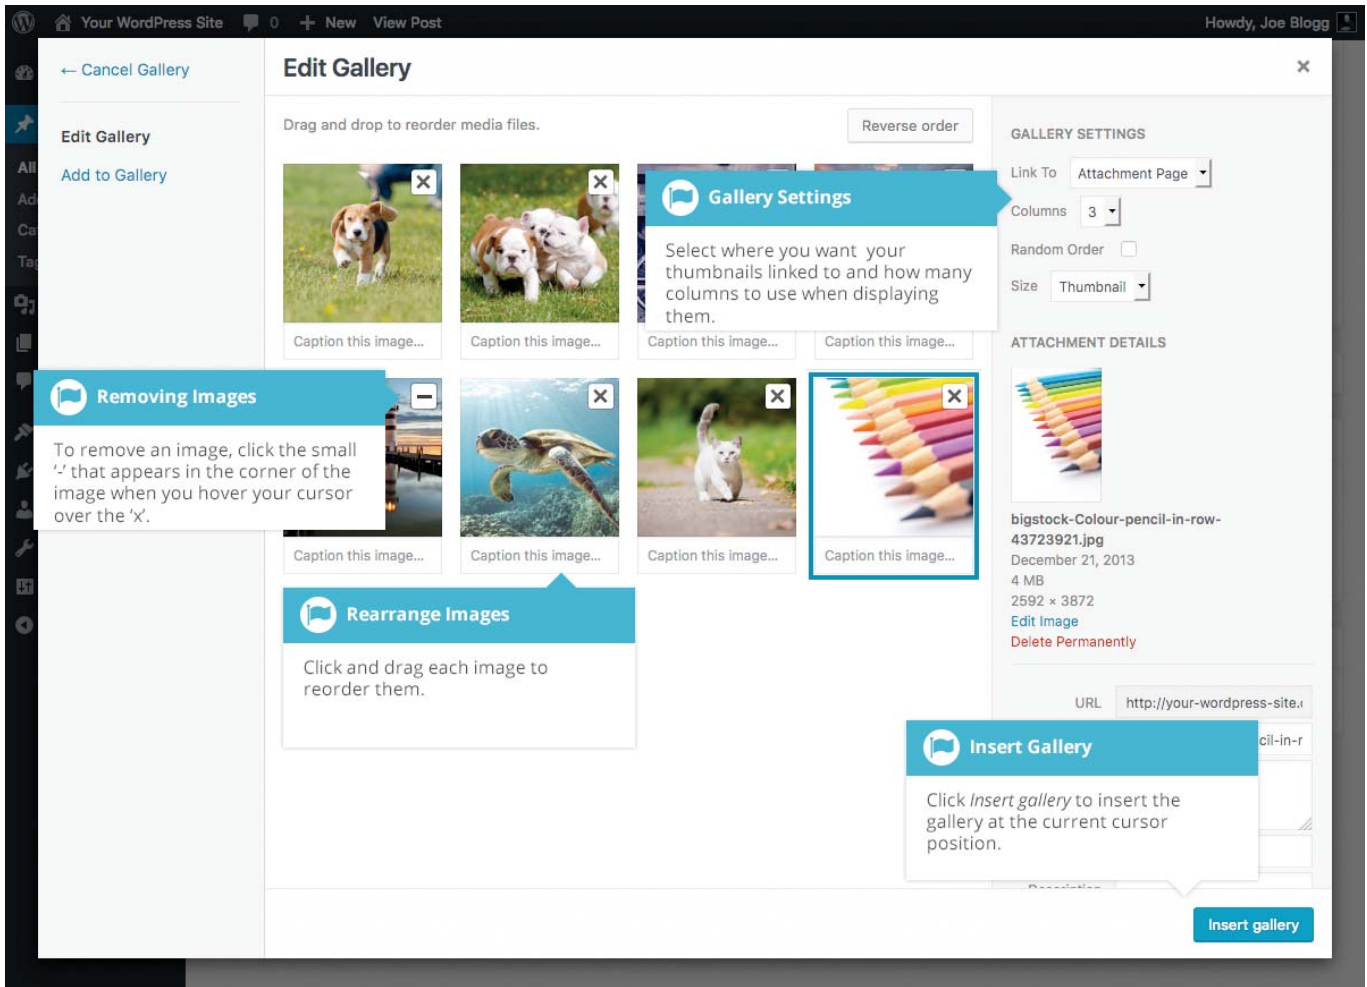 Your WordPress Site 0 New View Post Howdy, Joe Blogg
← Cancel Gallery
Edit Gallery
Add to Gallery
Edit Gallery
Drag and drop to reorder media files.
Reverse order
Caption this image...
Caption this image...
Caption this image...
Caption this image...
Caption this image...
Caption this image...
Caption this image...
Caption this image...
Gallery Settings
Select where you want your
thumbnails linked to and how many
columns to use when displaying
them.
Removing Images
To remove an image, click the small
‘-’ that appears in the corner of the
image when you hover your cursor
over the ‘x’.
Rearrange Images
Click and drag each image to
reorder them.
GALLERY SETTINGS
Link To Attachment Page
Columns 3
Random Order
Size Thumbnail
ATTACHMENT DETAILS
bigstock-Colour-pencil-in-row-
43723921.jpg
December 21, 2013
4 MB
2592 × 3872
Edit Image
Delete Permanently
URL http://your-wordpress-site.
cil-in-r
Insert Gallery
Click Insert gallery to insert the
gallery at the current cursor
position.
Description
Insert gallery
All